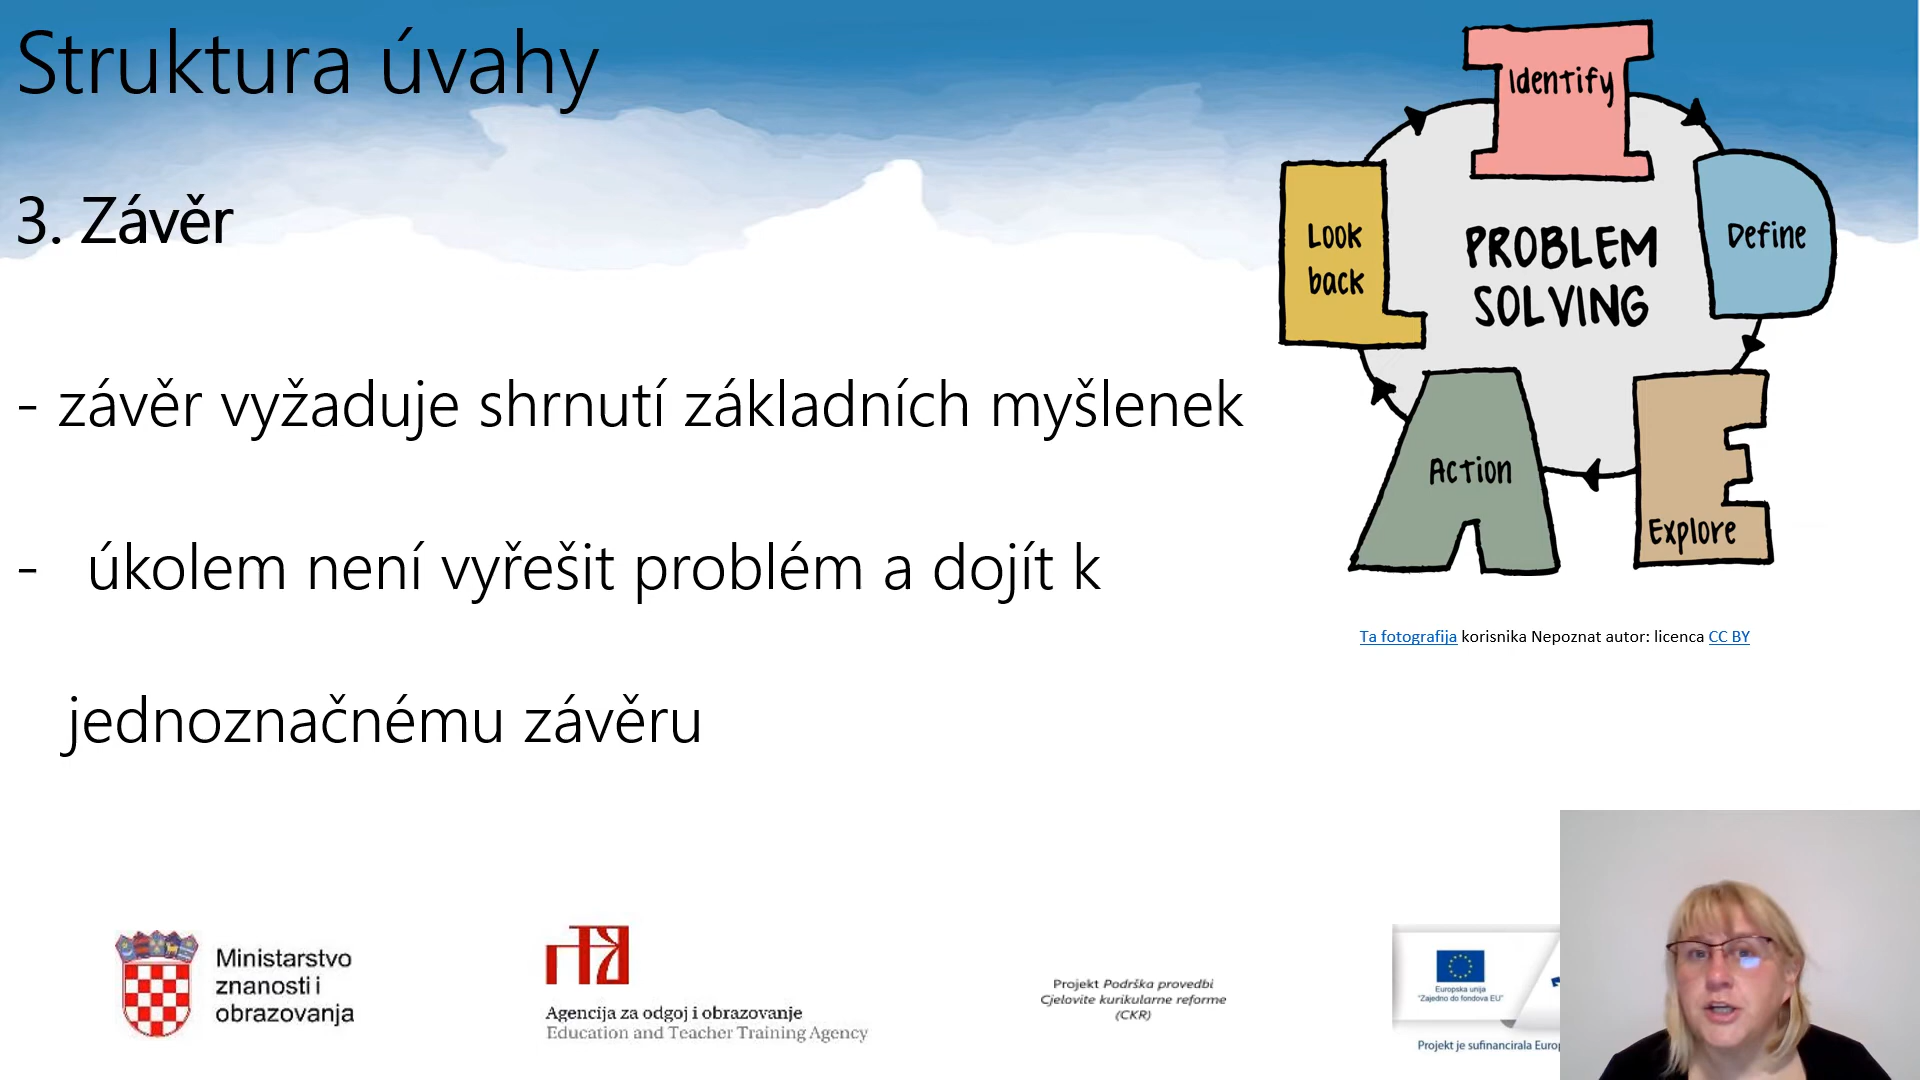 Struktura úvahy
3. Závěr
- závěr vyžaduje shrnutí základních myšlenek
- úkolem není vyřešit problém a dojít k
jednoznačnému závěru
Identify
Define
Look
back
PROBLEM
SOLVING
Action
Explore
Ta fotografija korisnika Nepoznat autor: licenca CC BY
Ministarstvo
znanosti i
obrazovanja
Agencija za odgoj i obrazovanje
Education and Teacher Training Agency
Projekt Podrška provedbi
Cjelovite kurikularne reforme
(CKR)
Europska unija
"Zajedno do fondova EU"
Projekt je sufinancirala